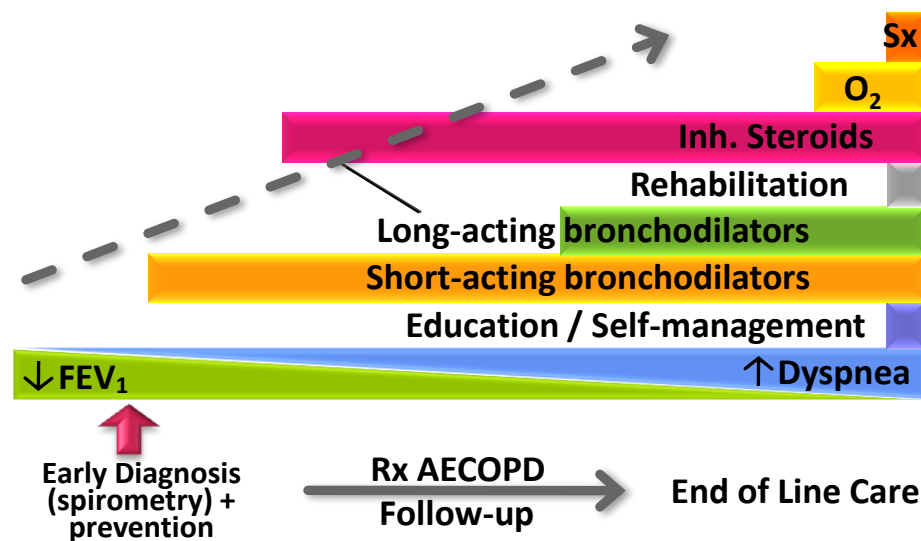 Sx
O₂
Inh. Steroids
Rehabilitation
Long-acting bronchodilators
Short-acting bronchodilators
Education / Self-management
↓FEV₁
↑Dyspnea
Early Diagnosis
(spirometry) +
prevention
Rx AECOPD
Follow-up
End of Line Care